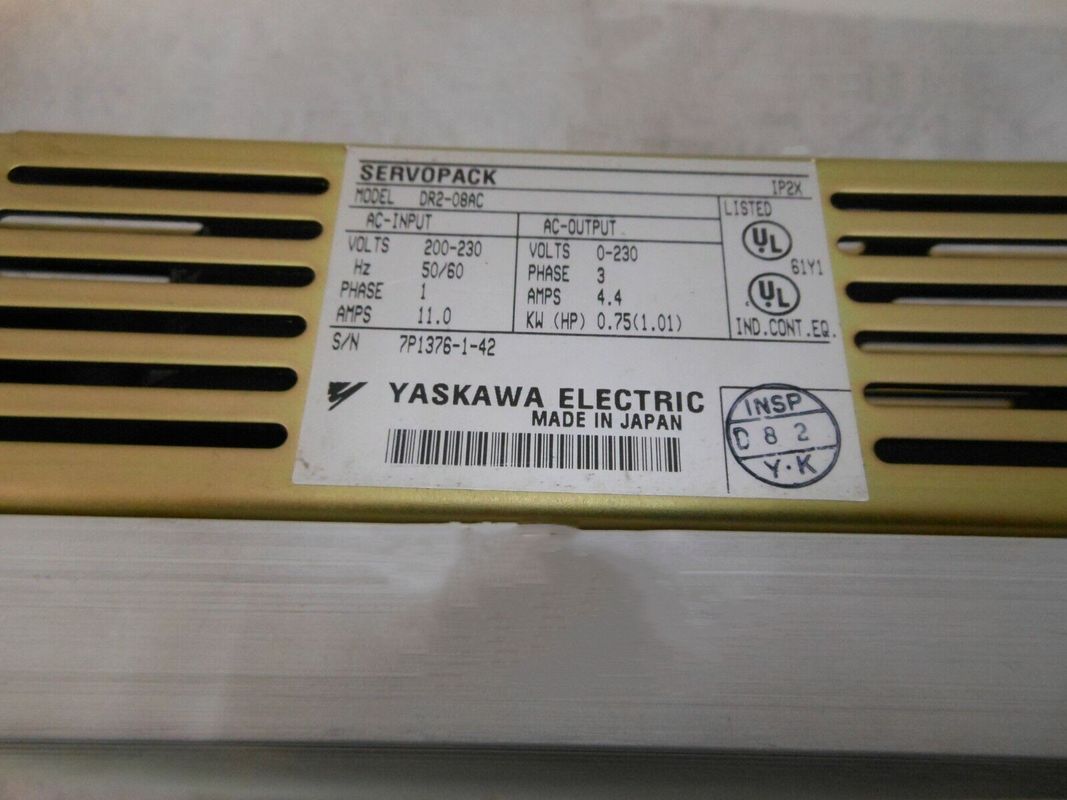 SERVOPACK
IP2X
MODEL DR2-08AC
LISTED
AC-INPUT AC-OUTPUT
UL
VOLTS 200-230 VOLTS 0-230
61Y1
Hz 50/60 PHASE 3
UL
PHASE 1 AMPS 4.4
AMPS 11.0 KW (HP) 0.75(1.01)
IND.CONT.EQ.
S/N 7P1376-1-42
YASKAWA ELECTRIC
MADE IN JAPAN
INSP
D 8 2
Y·K